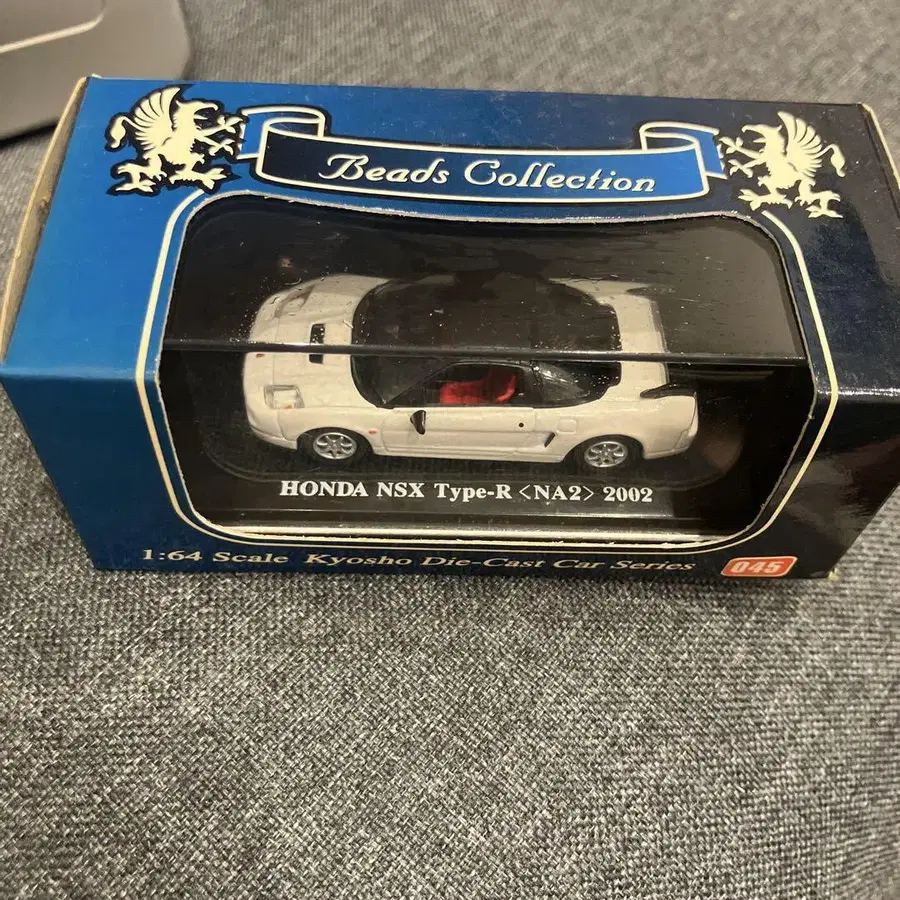 Beads Collection
HONDA NSX Type-R <NA2> 2002
1:64 Scale Kyosho Die-Cast Car Series
045